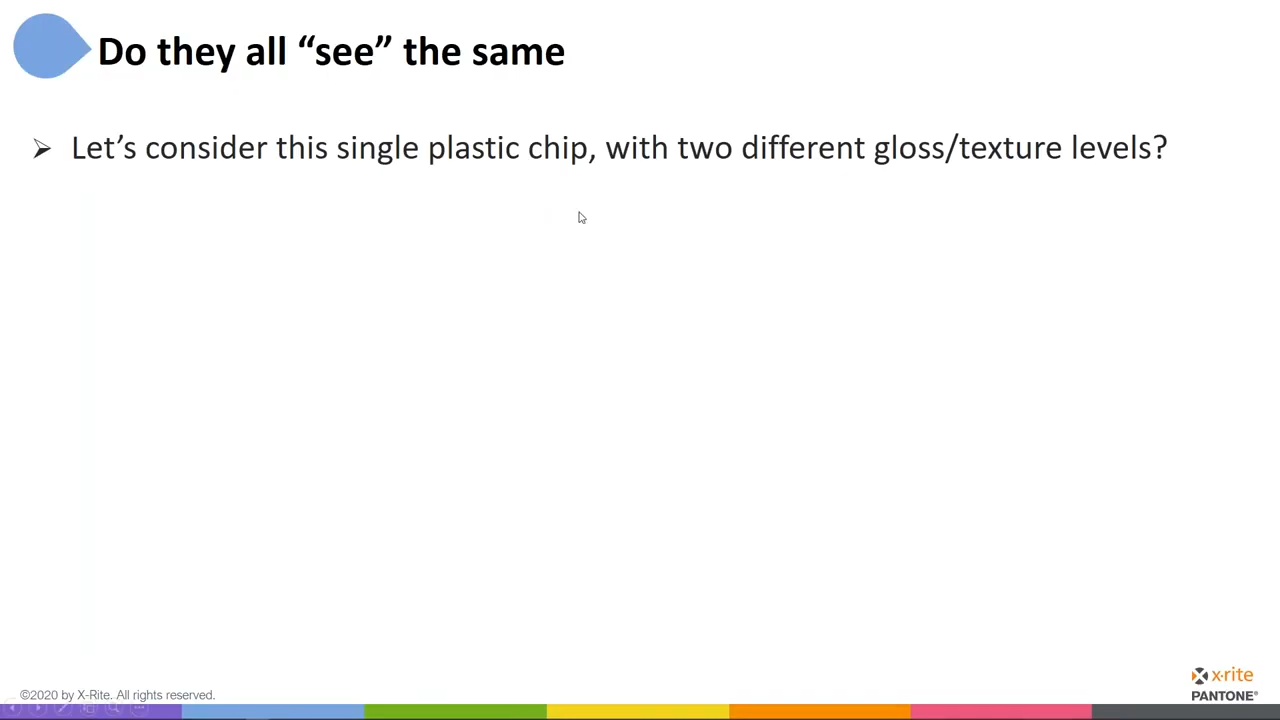 Do they all “see” the same
Let’s consider this single plastic chip, with two different gloss/texture levels?
©2020 by X-Rite. All rights reserved.
x·rite
PANTONE®